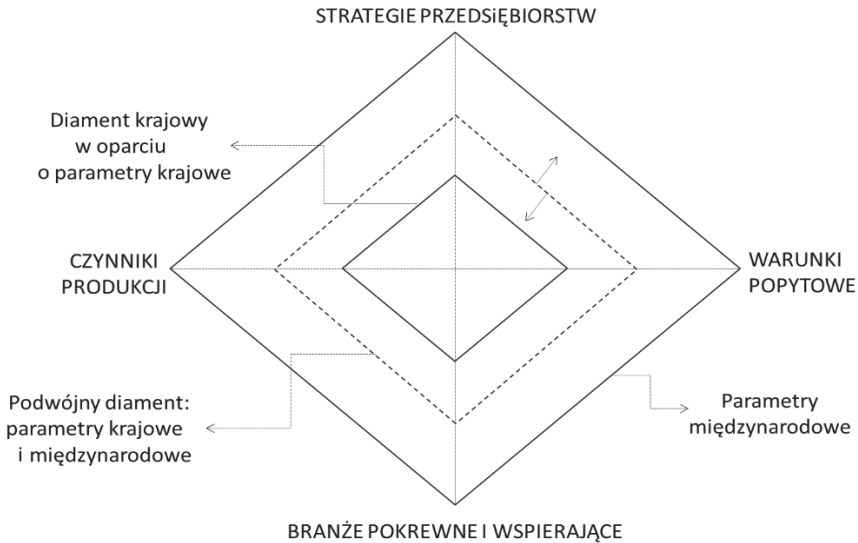 STRATEGIE PRZEDSiĘBIORSTW
Diament krajowy
w oparciu
o parametry krajowe
CZYNNIKI
PRODUKCJI
WARUNKI
POPYTOWE
Podwójny diament:
parametry krajowe
i międzynarodowe
Parametry
międzynarodowe
BRANŻE POKREWNE I WSPIERAJĄCE